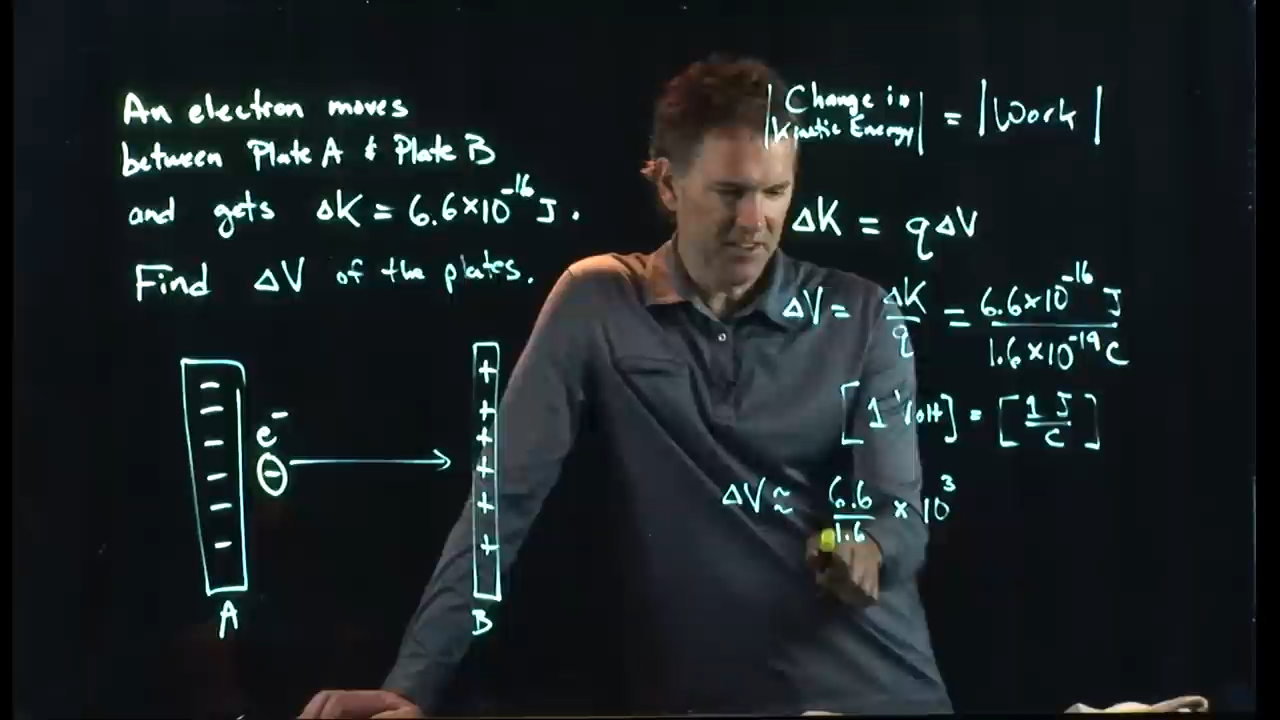 An electron moves
between Plate A & Plate B
and gets ΔK = 6.6×10⁻¹⁶ J.
Find ΔV of the plates.
|Change in Kinetic Energy| = |Work|
ΔK = qΔV
ΔV = ΔK/q = 6.6×10⁻¹⁶ J / 1.6×10⁻¹⁹ C
[1 Volt] = [1 J/C]
ΔV ≈ 6.6/1.6 × 10³
e⁻
A
B